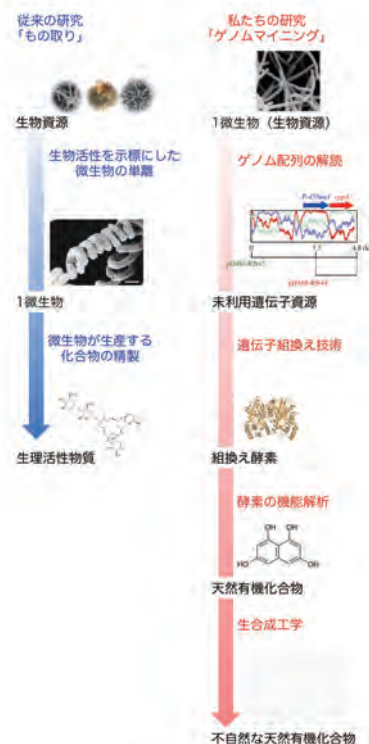 従来の研究
「もの取り」
生物資源
生物活性を示標にした
微生物の単離
1微生物
微生物が生産する
化合物の精製
生理活性物質
私たちの研究
「ゲノムマイニング」
1微生物（生物資源）
ゲノム配列の解読
0
未利用遺伝子資源
遺伝子組換え技術
組換え酵素
酵素の機能解析
OH OH
HO OH
天然有機化合物
生合成工学
不自然な天然有機化合物